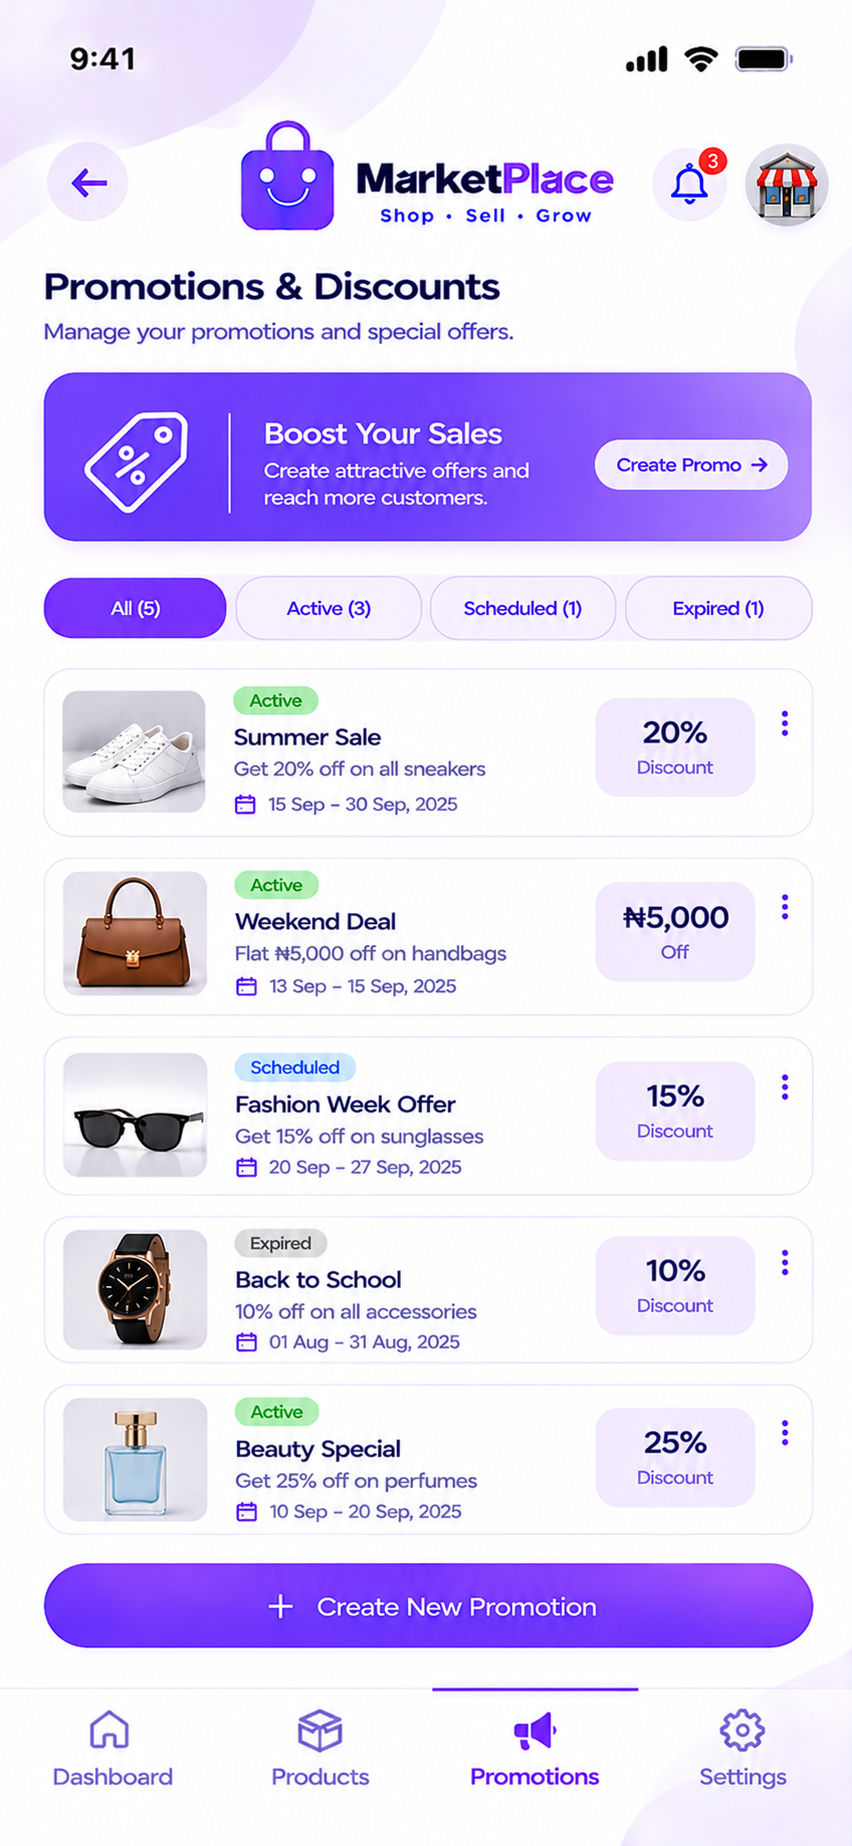 9:41
MarketPlace
Shop • Sell • Grow
3
Promotions & Discounts
Manage your promotions and special offers.
Boost Your Sales
Create attractive offers and
reach more customers.
Create Promo →
All (5)
Active (3)
Scheduled (1)
Expired (1)
Active
Summer Sale
Get 20% off on all sneakers
15 Sep – 30 Sep, 2025
20%
Discount
Active
Weekend Deal
Flat ₦5,000 off on handbags
13 Sep – 15 Sep, 2025
₦5,000
Off
Scheduled
Fashion Week Offer
Get 15% off on sunglasses
20 Sep – 27 Sep, 2025
15%
Discount
Expired
Back to School
10% off on all accessories
01 Aug – 31 Aug, 2025
10%
Discount
Active
Beauty Special
Get 25% off on perfumes
10 Sep – 20 Sep, 2025
25%
Discount
+ Create New Promotion
Dashboard
Products
Promotions
Settings